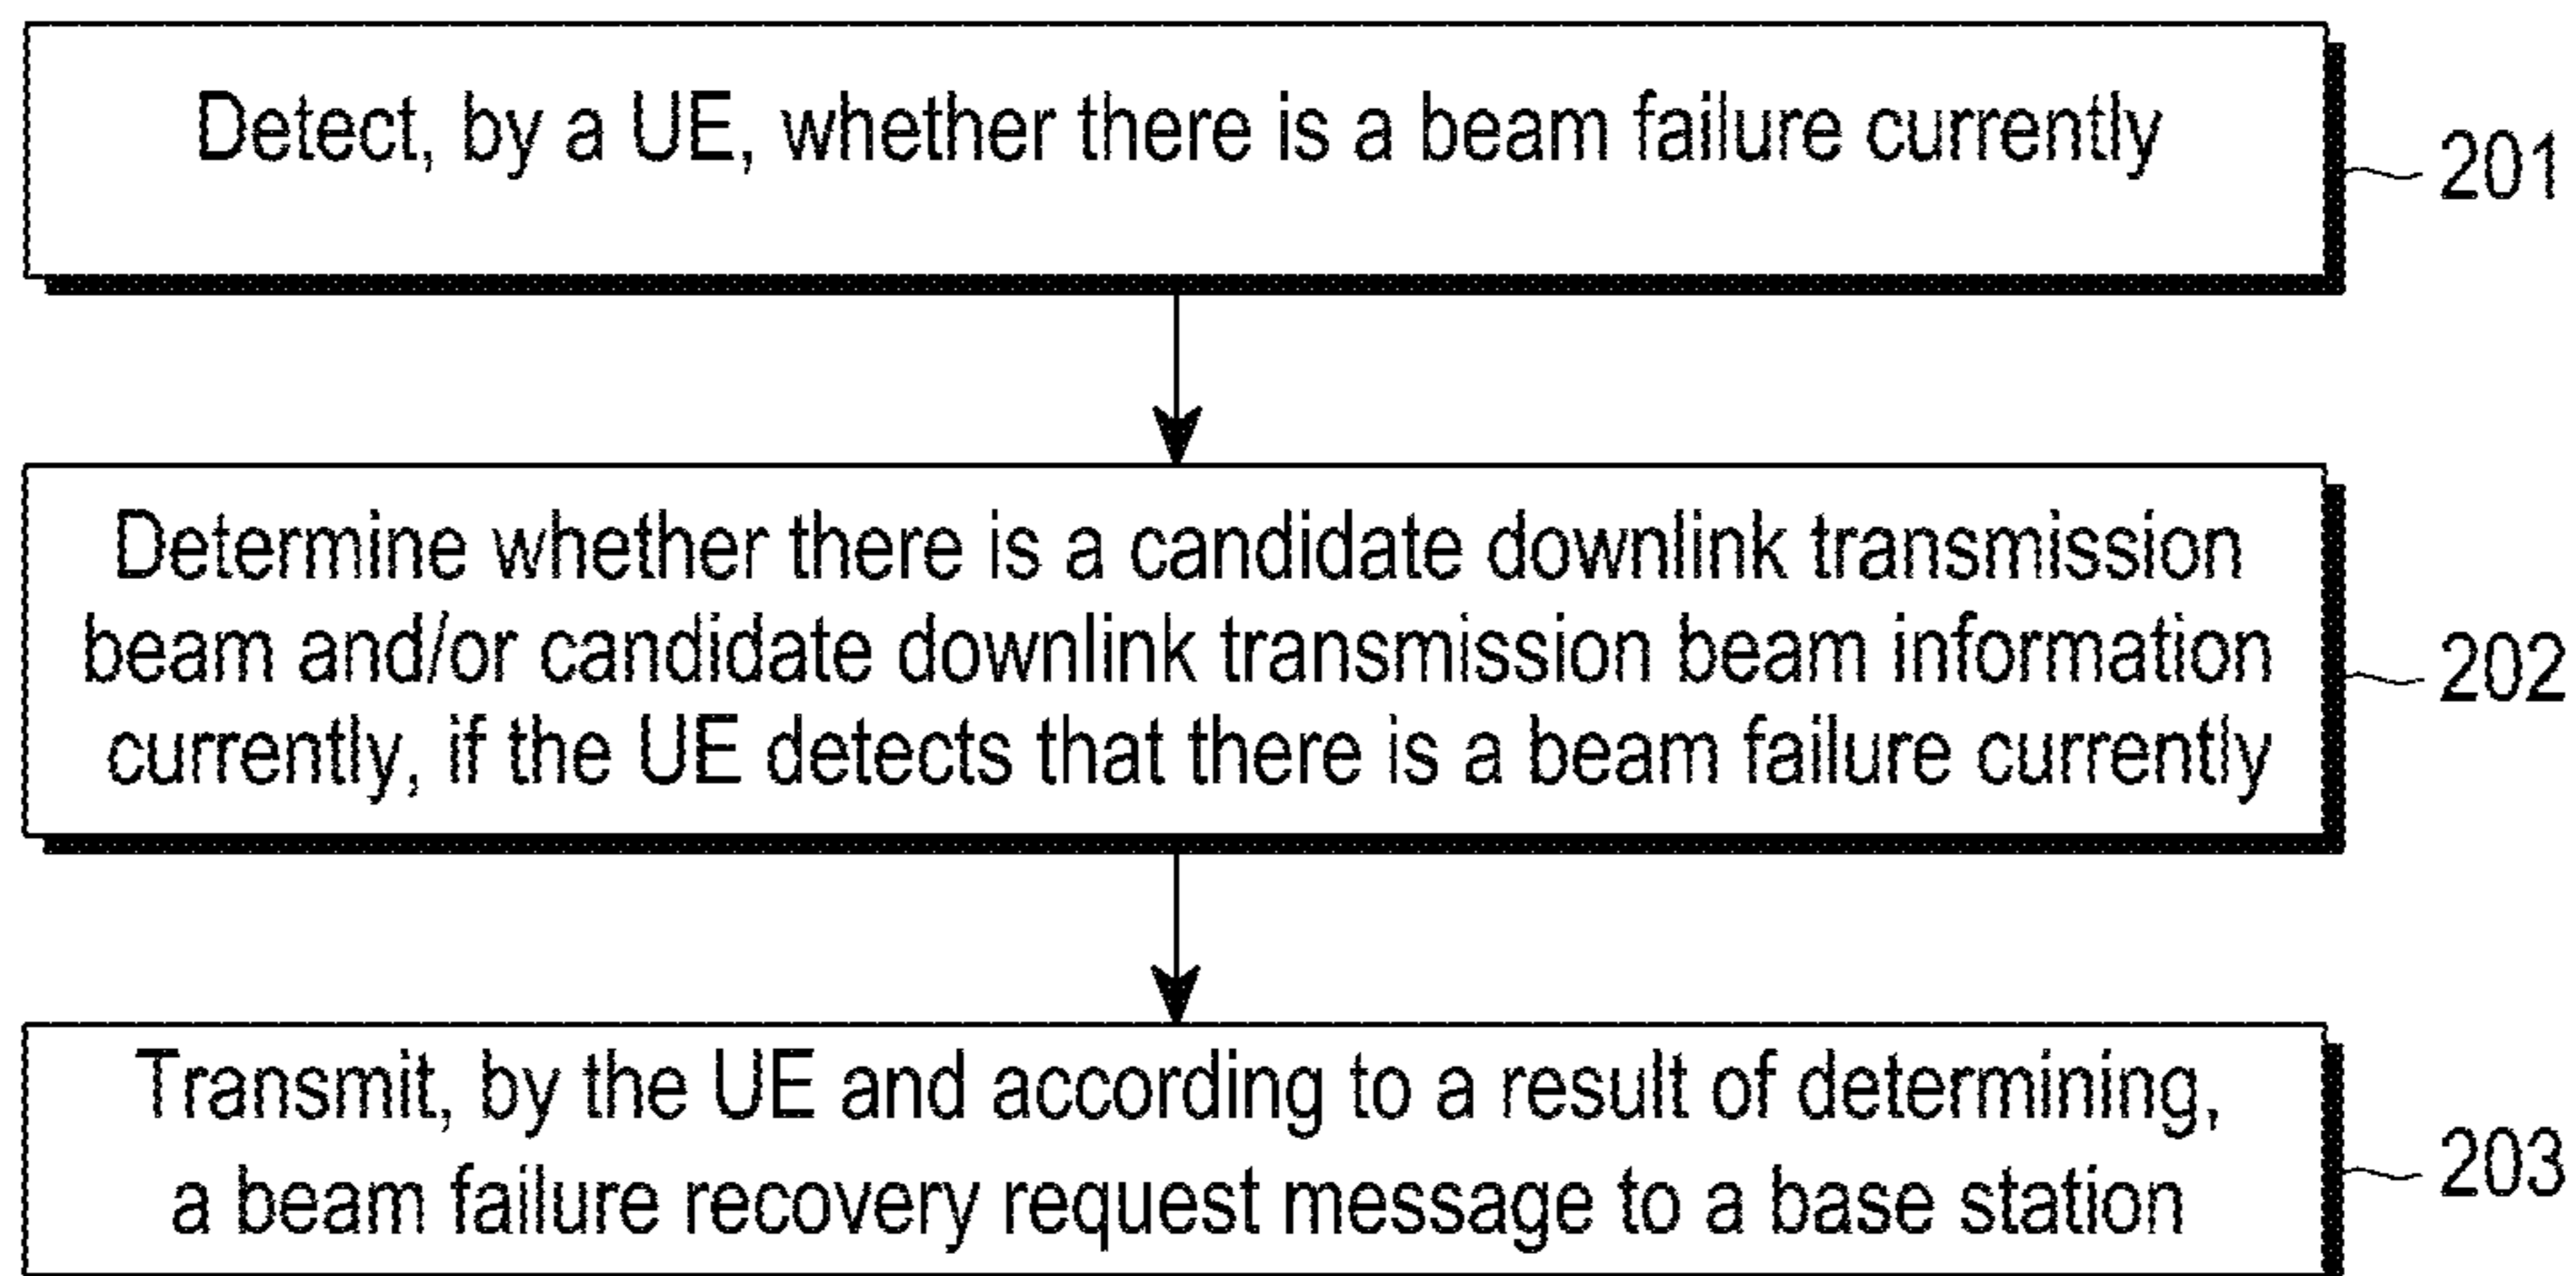 Detect, by a UE, whether there is a beam failure currently
201
Determine whether there is a candidate downlink transmission
beam and/or candidate downlink transmission beam information
currently, if the UE detects that there is a beam failure currently
202
Transmit, by the UE and according to a result of determining,
a beam failure recovery request message to a base station
203